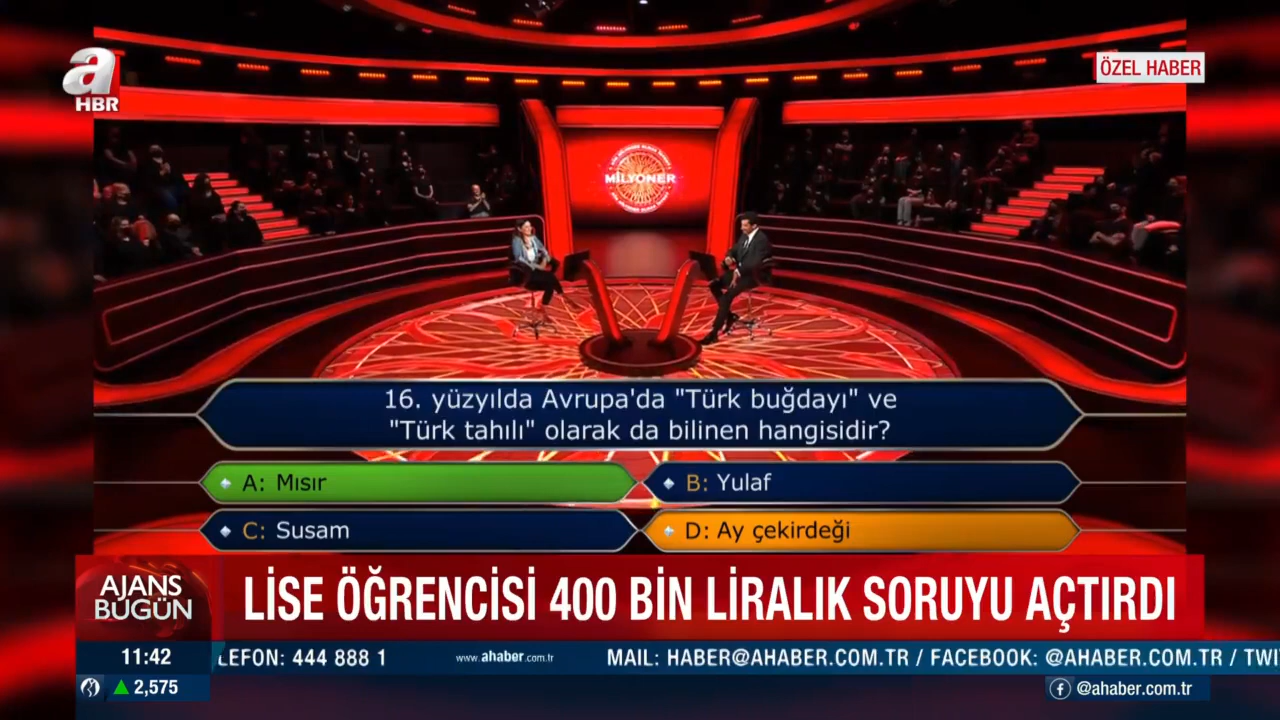 a
HBR
ÖZEL HABER
MİLYONER
16. yüzyılda Avrupa'da "Türk buğdayı" ve
"Türk tahılı" olarak da bilinen hangisidir?
A: Mısır
B: Yulaf
C: Susam
D: Ay çekirdeği
AJANS
BUGÜN
LİSE ÖĞRENCİSİ 400 BİN LİRALIK SORUYU AÇTIRDI
11:42
LEFON: 444 888 1 www.ahaber.com.tr MAIL: HABER@AHABER.COM.TR / FACEBOOK: @AHABER.COM.TR / TWI
2,575
@ahaber.com.tr